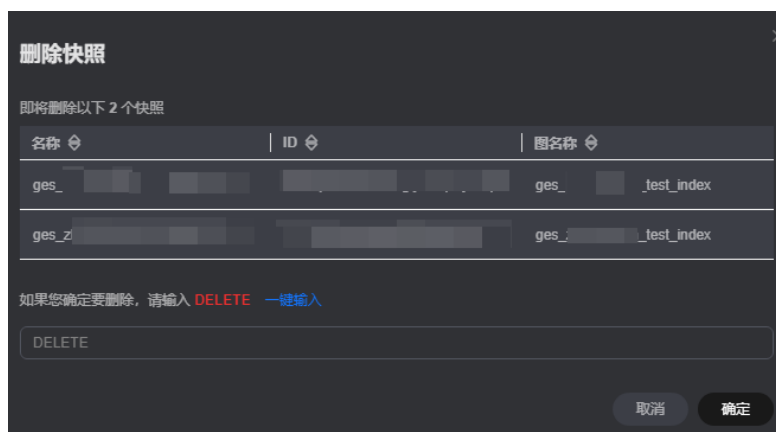 删除快照
即将删除以下 2 个快照
名称 ID 图名称
ges_ ges_ _test_index
ges_z ges_ _test_index
如果您确定要删除，请输入 DELETE 一键输入
DELETE
取消 确定